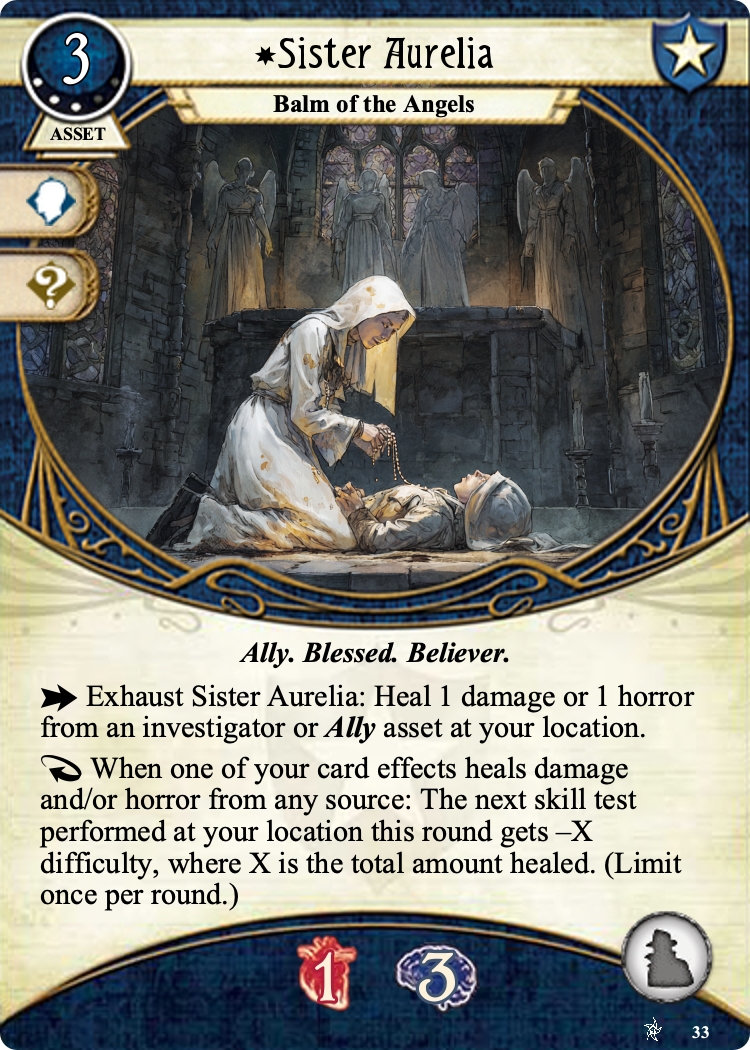 3
Sister Aurelia
ASSET
Balm of the Angels
?
Ally. Blessed. Believer.
Exhaust Sister Aurelia: Heal 1 damage or 1 horror
from an investigator or Ally asset at your location.
When one of your card effects heals damage
and/or horror from any source: The next skill test
performed at your location this round gets –X
difficulty, where X is the total amount healed. (Limit
once per round.)
1
3
33